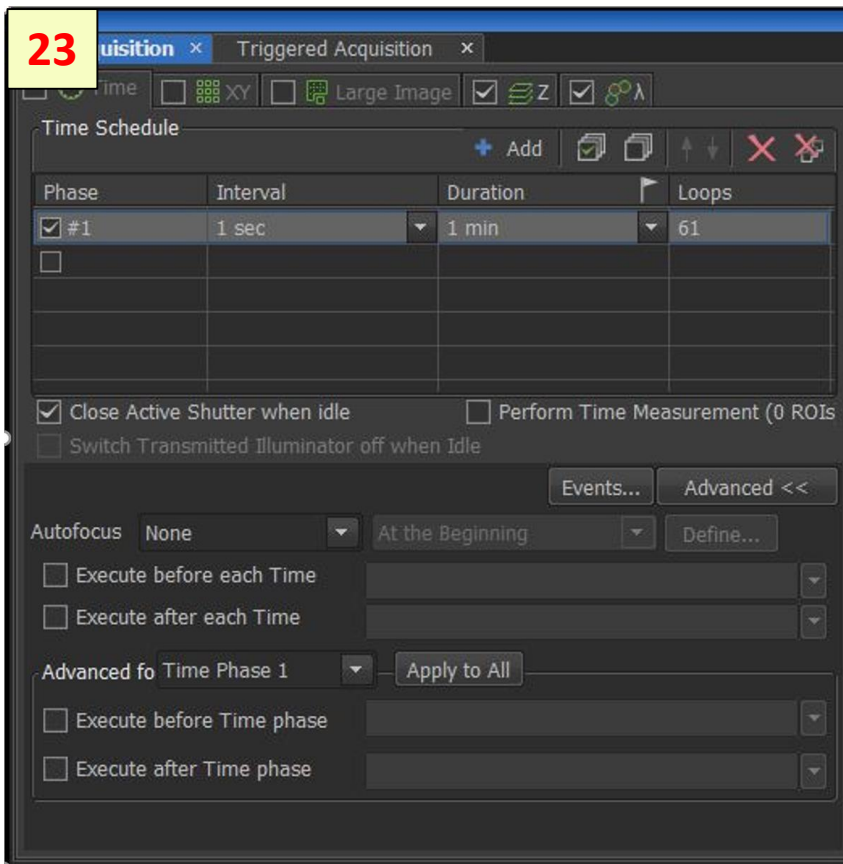 23
uisition × Triggered Acquisition ×
Time XY Large Image Z λ
Time Schedule
Add
Phase Interval Duration Loops
#1 1 sec 1 min 61
Close Active Shutter when idle Perform Time Measurement (0 ROIs
Switch Transmitted Illuminator off when Idle
Events... Advanced <<
Autofocus None At the Beginning Define...
Execute before each Time
Execute after each Time
Advanced fo Time Phase 1 Apply to All
Execute before Time phase
Execute after Time phase